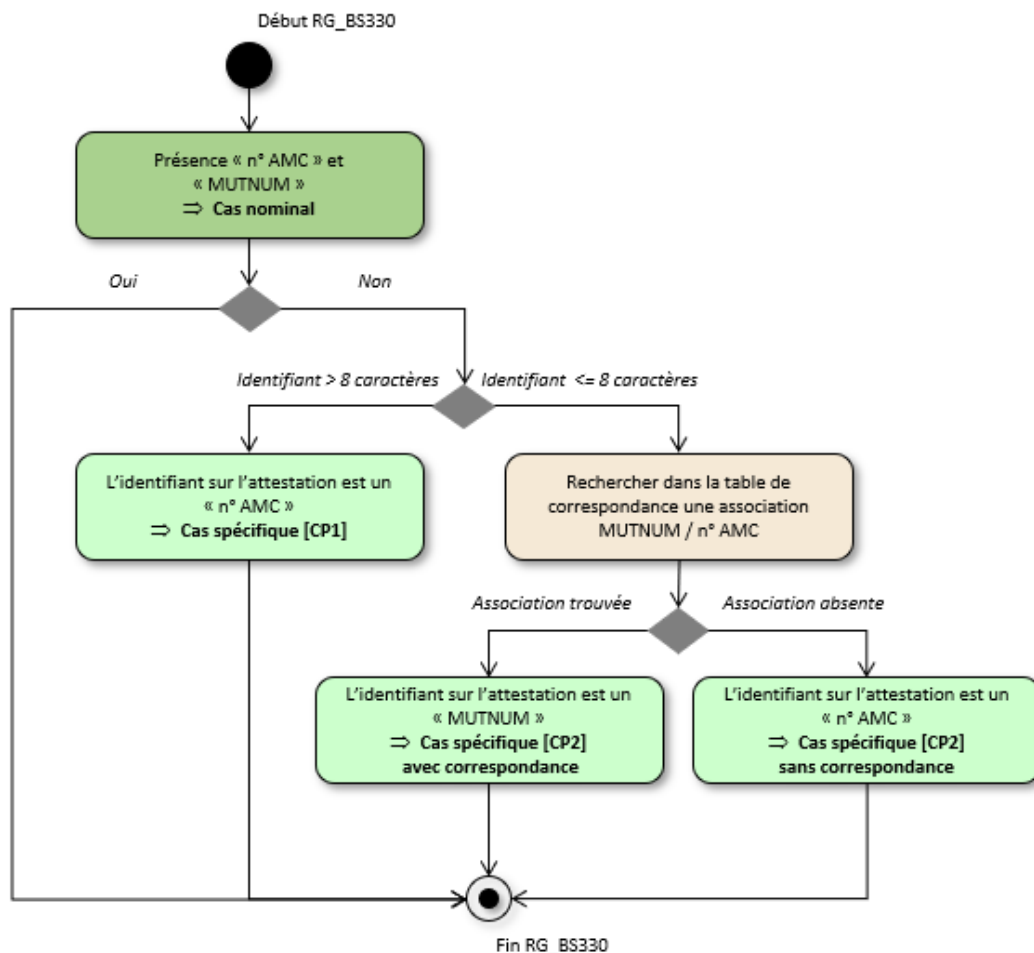 Début RG_BS330
Présence « n° AMC » et
« MUTNUM »
⇒ Cas nominal
Oui
Non
Identifiant > 8 caractères
Identifiant <= 8 caractères
L'identifiant sur l'attestation est un
« n° AMC »
⇒ Cas spécifique [CP1]
Rechercher dans la table de
correspondance une association
MUTNUM / n° AMC
Association trouvée
Association absente
L'identifiant sur l'attestation est un
« MUTNUM »
⇒ Cas spécifique [CP2]
avec correspondance
L'identifiant sur l'attestation est un
« n° AMC »
⇒ Cas spécifique [CP2]
sans correspondance
Fin RG_BS330